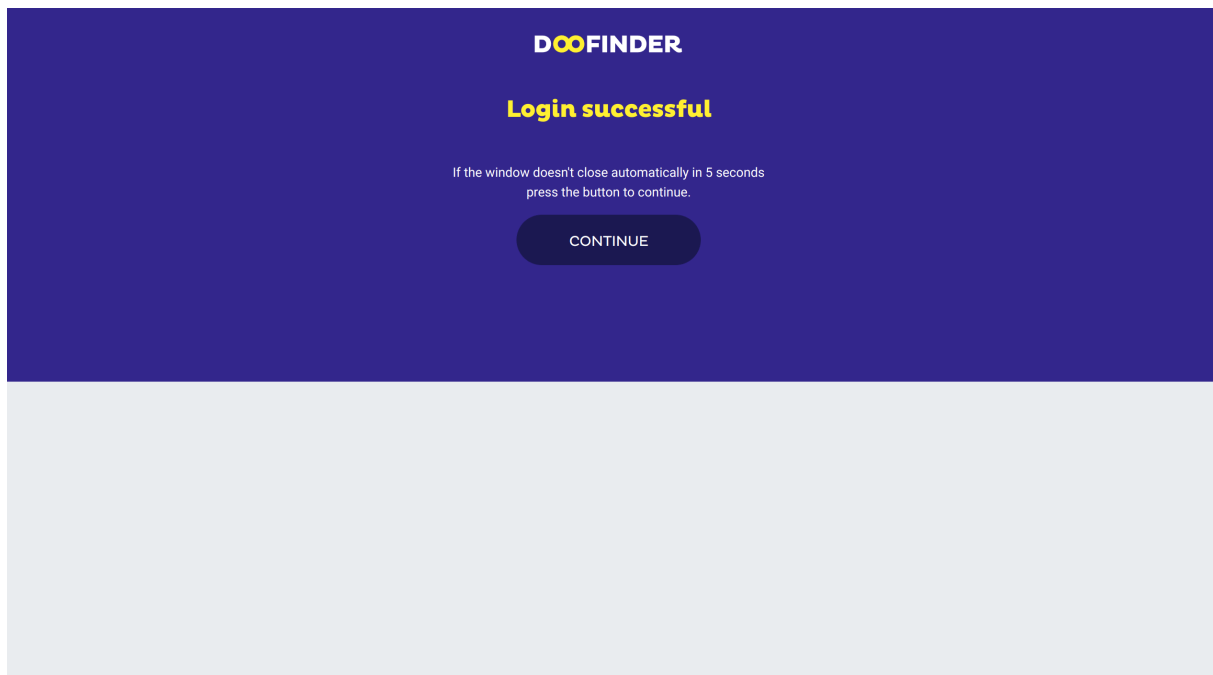 DOOFINDER
Login successful
If the window doesn't close automatically in 5 seconds
press the button to continue.
CONTINUE